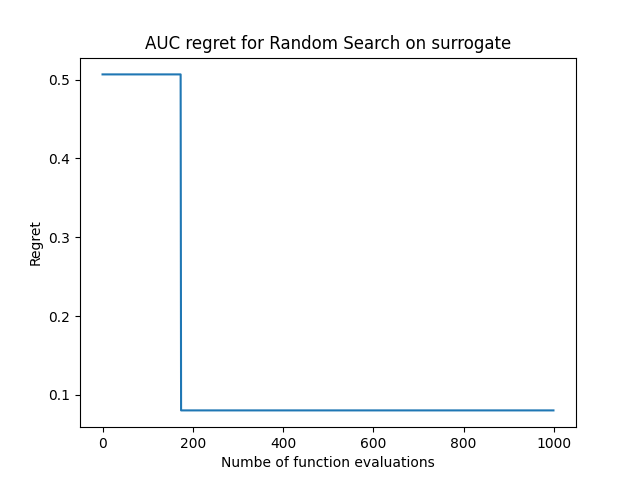 AUC regret for Random Search on surrogate
0.5
0.4
0.3
0.2
0.1
Regret
0 200 400 600 800 1000
Numbe of function evaluations